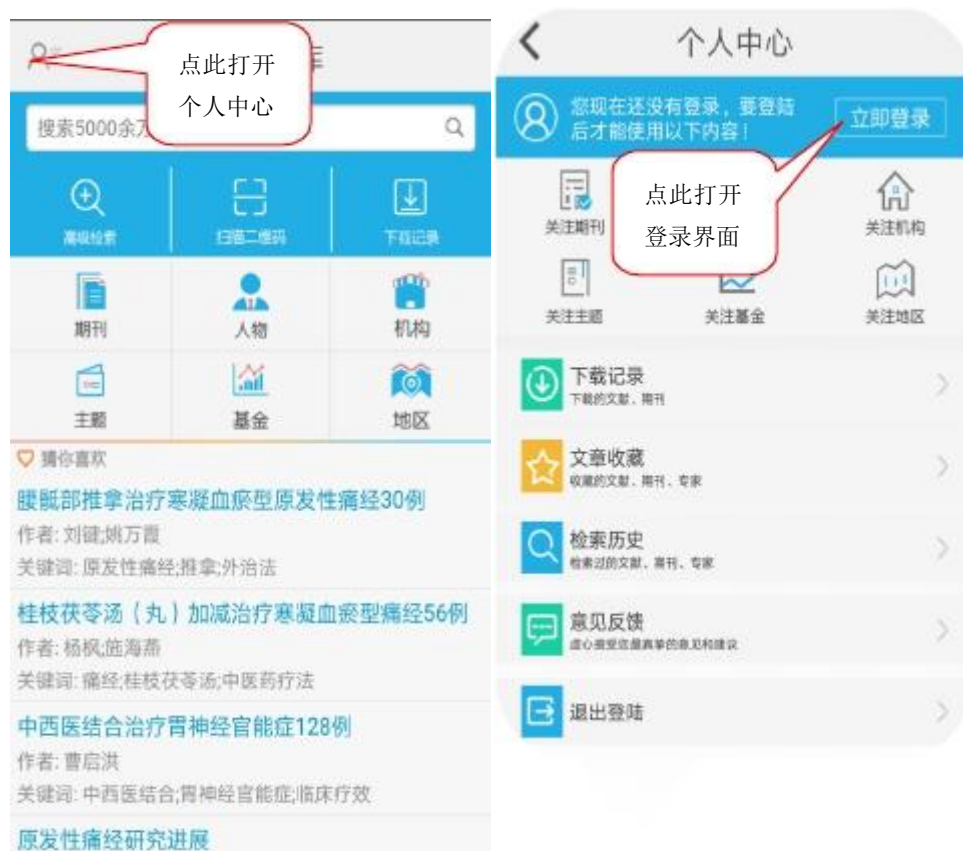 点此打开
个人中心
库
搜索5000余万
高级检索
扫描二维码
下载记录
期刊
人物
机构
主题
基金
地区
猜你喜欢
腰骶部推拿治疗寒凝血瘀型原发性痛经30例
作者: 刘键;姚万霞
关键词: 原发性痛经;推拿;外治法
桂枝茯苓汤（丸）加减治疗寒凝血瘀型痛经56例
作者: 杨枫;施海燕
关键词: 痛经;桂枝茯苓汤;中医药疗法
中西医结合治疗胃神经官能症128例
作者: 曹启洪
关键词: 中西医结合;胃神经官能症;临床疗效
原发性痛经研究进展
个人中心
您现在还没有登录，要登陆
后才能使用以下内容！
立即登录
点此打开
登录界面
关注期刊
关注机构
关注主题
关注基金
关注地区
下载记录
下载的文献、期刊
文章收藏
收藏的文献、期刊、专家
检索历史
检索过的文献、期刊、专家
意见反馈
虚心接受您最真挚的意见和建议
退出登陆